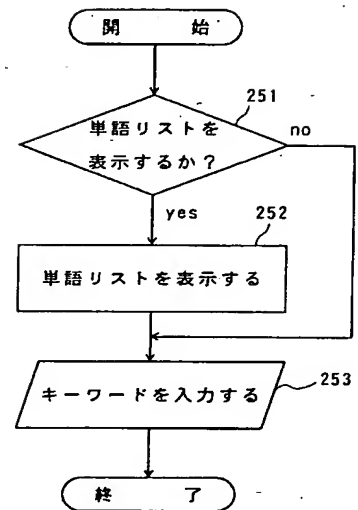 開 始
251
単語リストを
表示するか?
no
yes
252
単語リストを表示する
キーワードを入力する
253
終 了